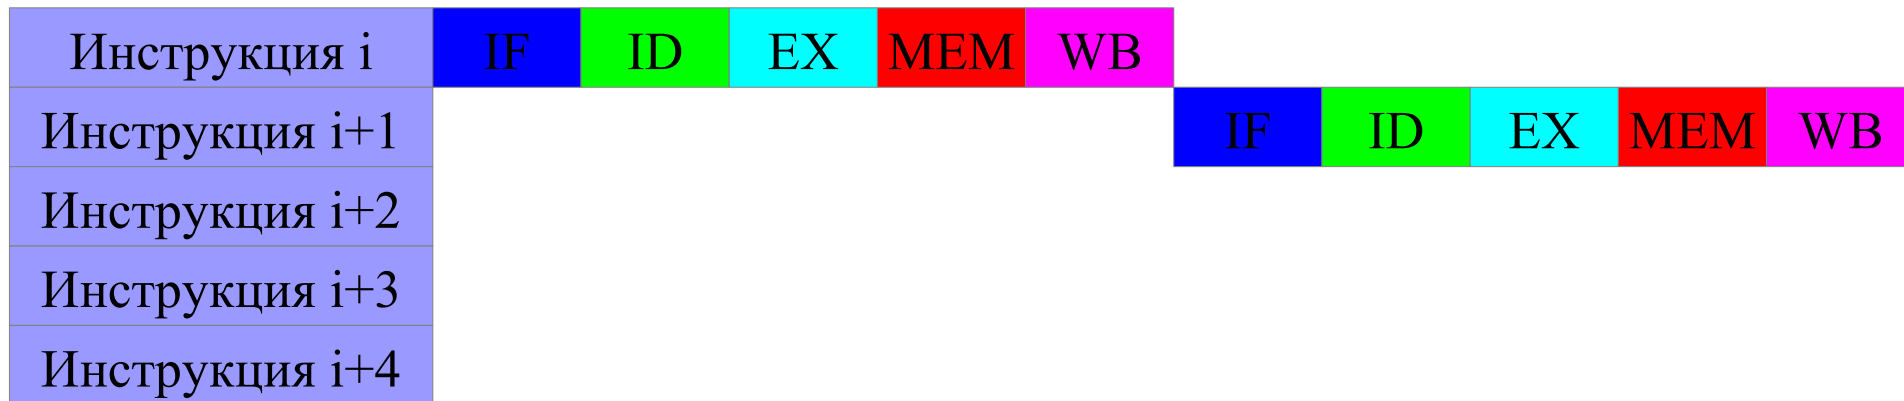 Инструкция i IF ID EX MEM WB
Инструкция i+1 IF ID EX MEM WB
Инструкция i+2
Инструкция i+3
Инструкция i+4